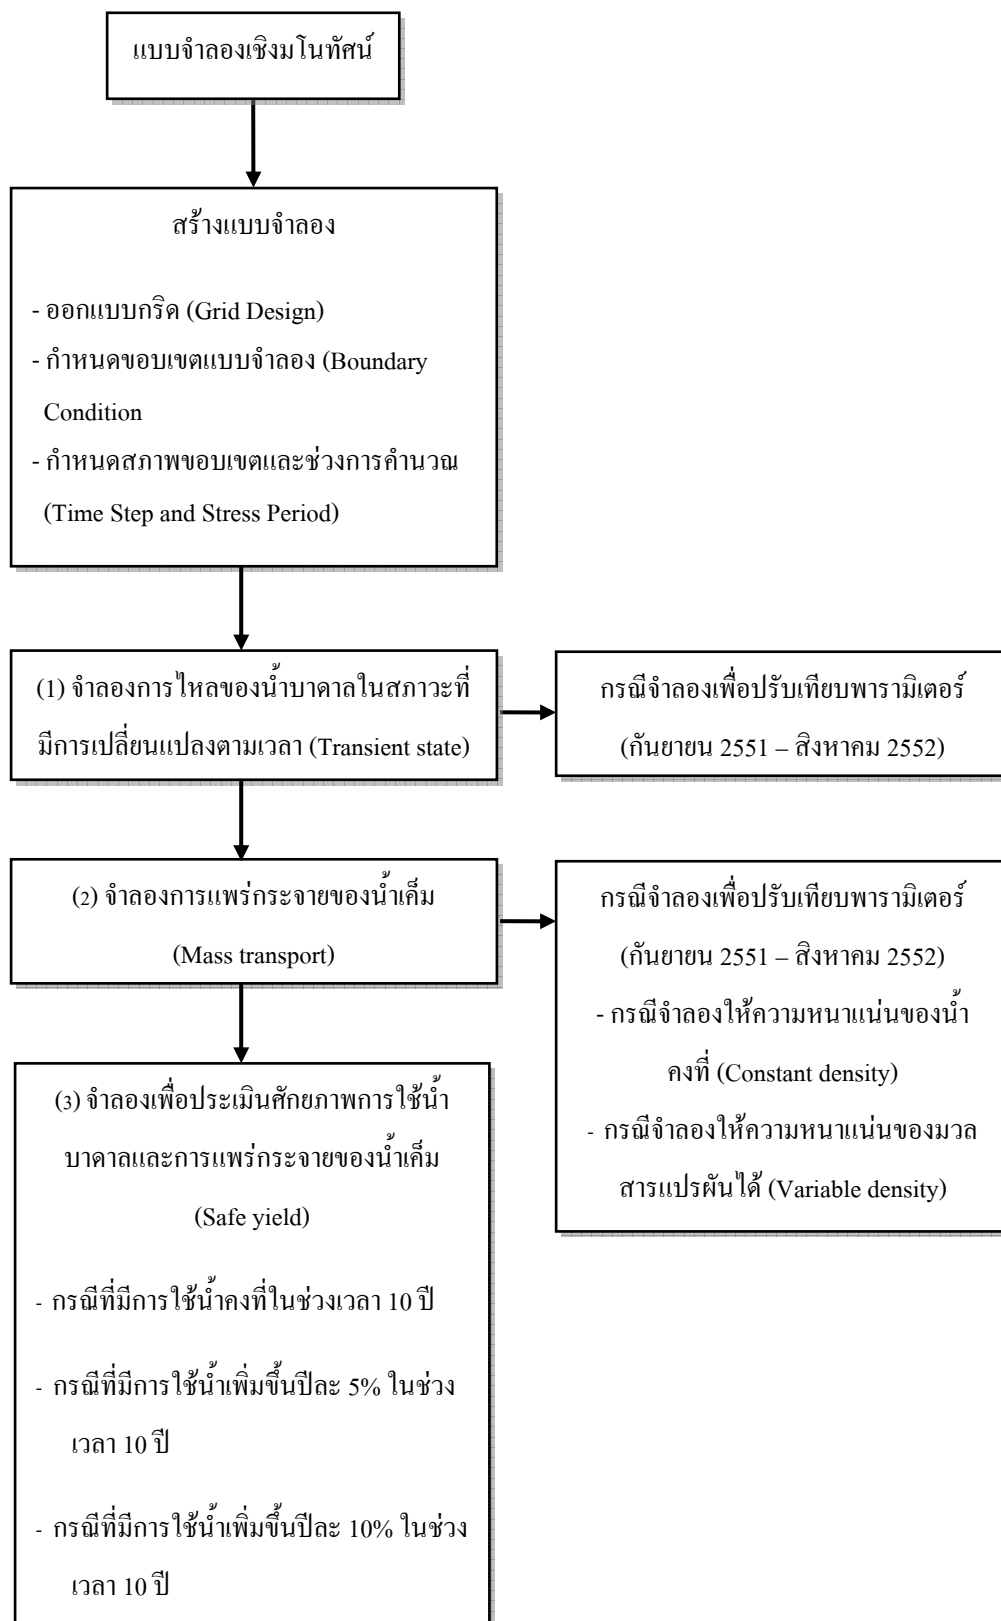 แบบจำลองเชิงมโนทัศน์
สร้างแบบจำลอง
- ออกแบบกริด (Grid Design)
- กำหนดขอบเขตแบบจำลอง (Boundary
Condition
- กำหนดสภาพขอบเขตและช่วงการคำนวณ
(Time Step and Stress Period)
(1) จำลองการไหลของน้ำบาดาลในสภาวะที่
มีการเปลี่ยนแปลงตามเวลา (Transient state)
กรณีจำลองเพื่อปรับเทียบพารามิเตอร์
(กันยายน 2551 – สิงหาคม 2552)
(2) จำลองการแพร่กระจายของน้ำเค็ม
(Mass transport)
กรณีจำลองเพื่อปรับเทียบพารามิเตอร์
(กันยายน 2551 – สิงหาคม 2552)
- กรณีจำลองให้ความหนาแน่นของน้ำ
คงที่ (Constant density)
- กรณีจำลองให้ความหนาแน่นของมวล
สารแปรผันได้ (Variable density)
(3) จำลองเพื่อประเมินศักยภาพการใช้น้ำ
บาดาลและการแพร่กระจายของน้ำเค็ม
(Safe yield)
- กรณีที่มีการใช้น้ำคงที่ในช่วงเวลา 10 ปี
- กรณีที่มีการใช้น้ำเพิ่มขึ้นปีละ 5% ในช่วง
เวลา 10 ปี
- กรณีที่มีการใช้น้ำเพิ่มขึ้นปีละ 10% ในช่วง
เวลา 10 ปี